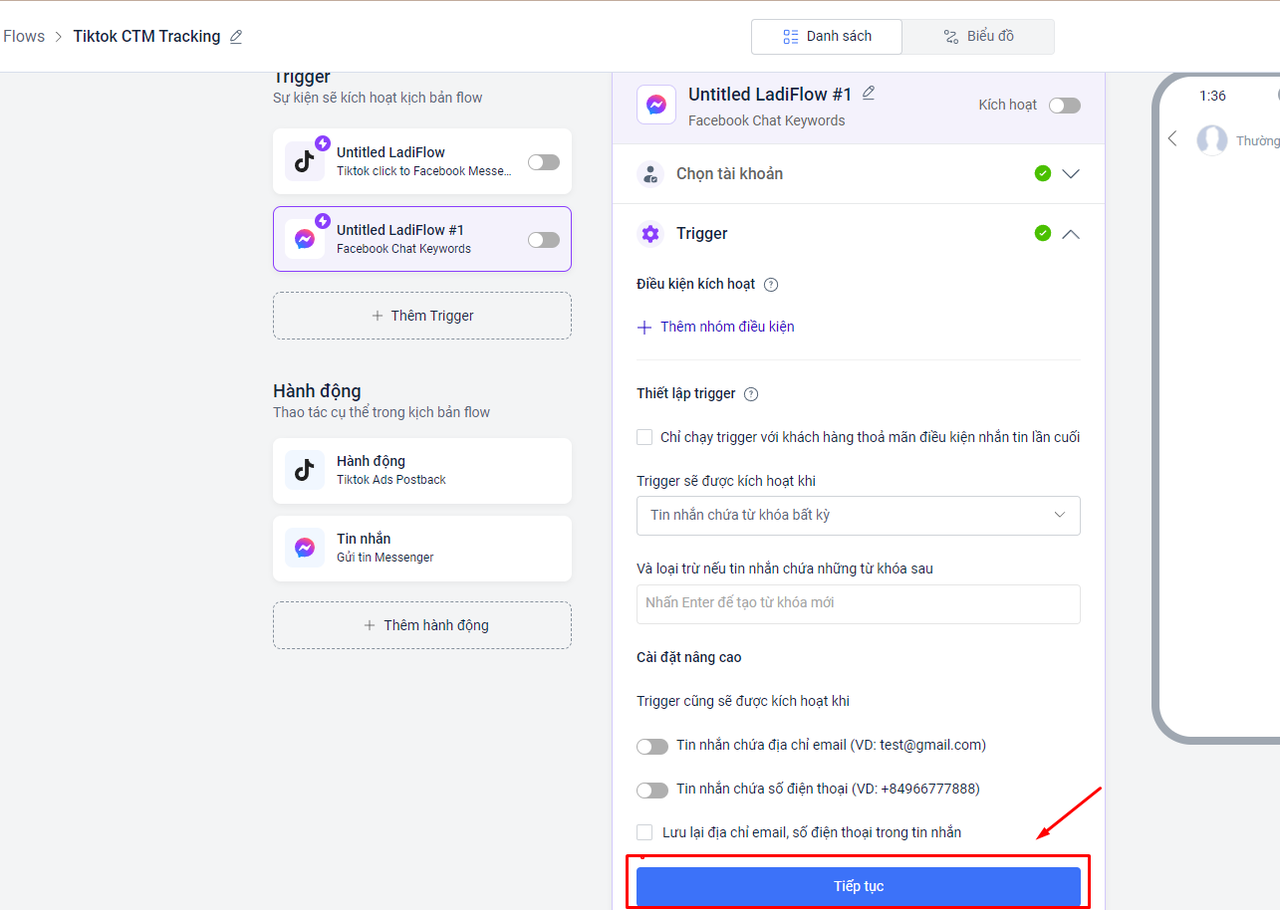 Flows > Tiktok CTM Tracking
Danh sách
Biểu đồ
Trigger
Sự kiện sẽ kích hoạt kịch bản flow
Untitled LadiFlow
Tiktok click to Facebook Messe...
Untitled LadiFlow #1
Facebook Chat Keywords
+ Thêm Trigger
Hành động
Thao tác cụ thể trong kịch bản flow
Hành động
Tiktok Ads Postback
Tin nhắn
Gửi tin Messenger
+ Thêm hành động
Untitled LadiFlow #1
Facebook Chat Keywords
Kích hoạt
Chọn tài khoản
Trigger
Điều kiện kích hoạt ?
+ Thêm nhóm điều kiện
Thiết lập trigger ?
Chỉ chạy trigger với khách hàng thoả mãn điều kiện nhắn tin lần cuối
Trigger sẽ được kích hoạt khi
Tin nhắn chứa từ khóa bất kỳ
Và loại trừ nếu tin nhắn chứa những từ khóa sau
Nhấn Enter để tạo từ khóa mới
Cài đặt nâng cao
Trigger cũng sẽ được kích hoạt khi
Tin nhắn chứa địa chỉ email (VD: test@gmail.com)
Tin nhắn chứa số điện thoại (VD: +84966777888)
Lưu lại địa chỉ email, số điện thoại trong tin nhắn
Tiếp tục
1:36
Thường